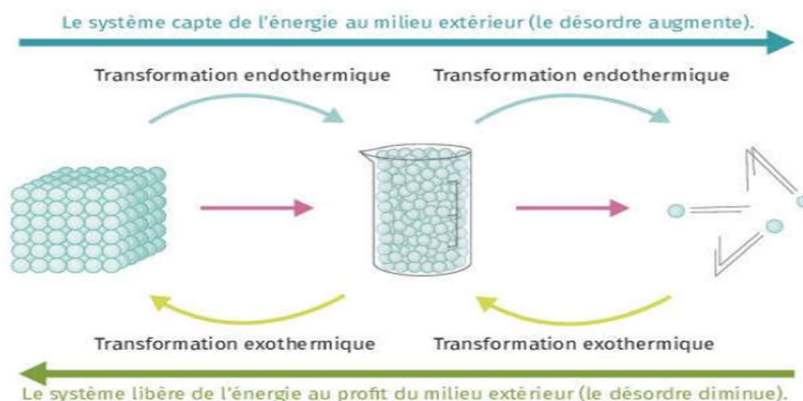 Le système capte de l'énergie au milieu extérieur (le désordre augmente).
Transformation endothermique
Transformation endothermique
Transformation exothermique
Transformation exothermique
Le système libère de l'énergie au profit du milieu extérieur (le désordre diminue).